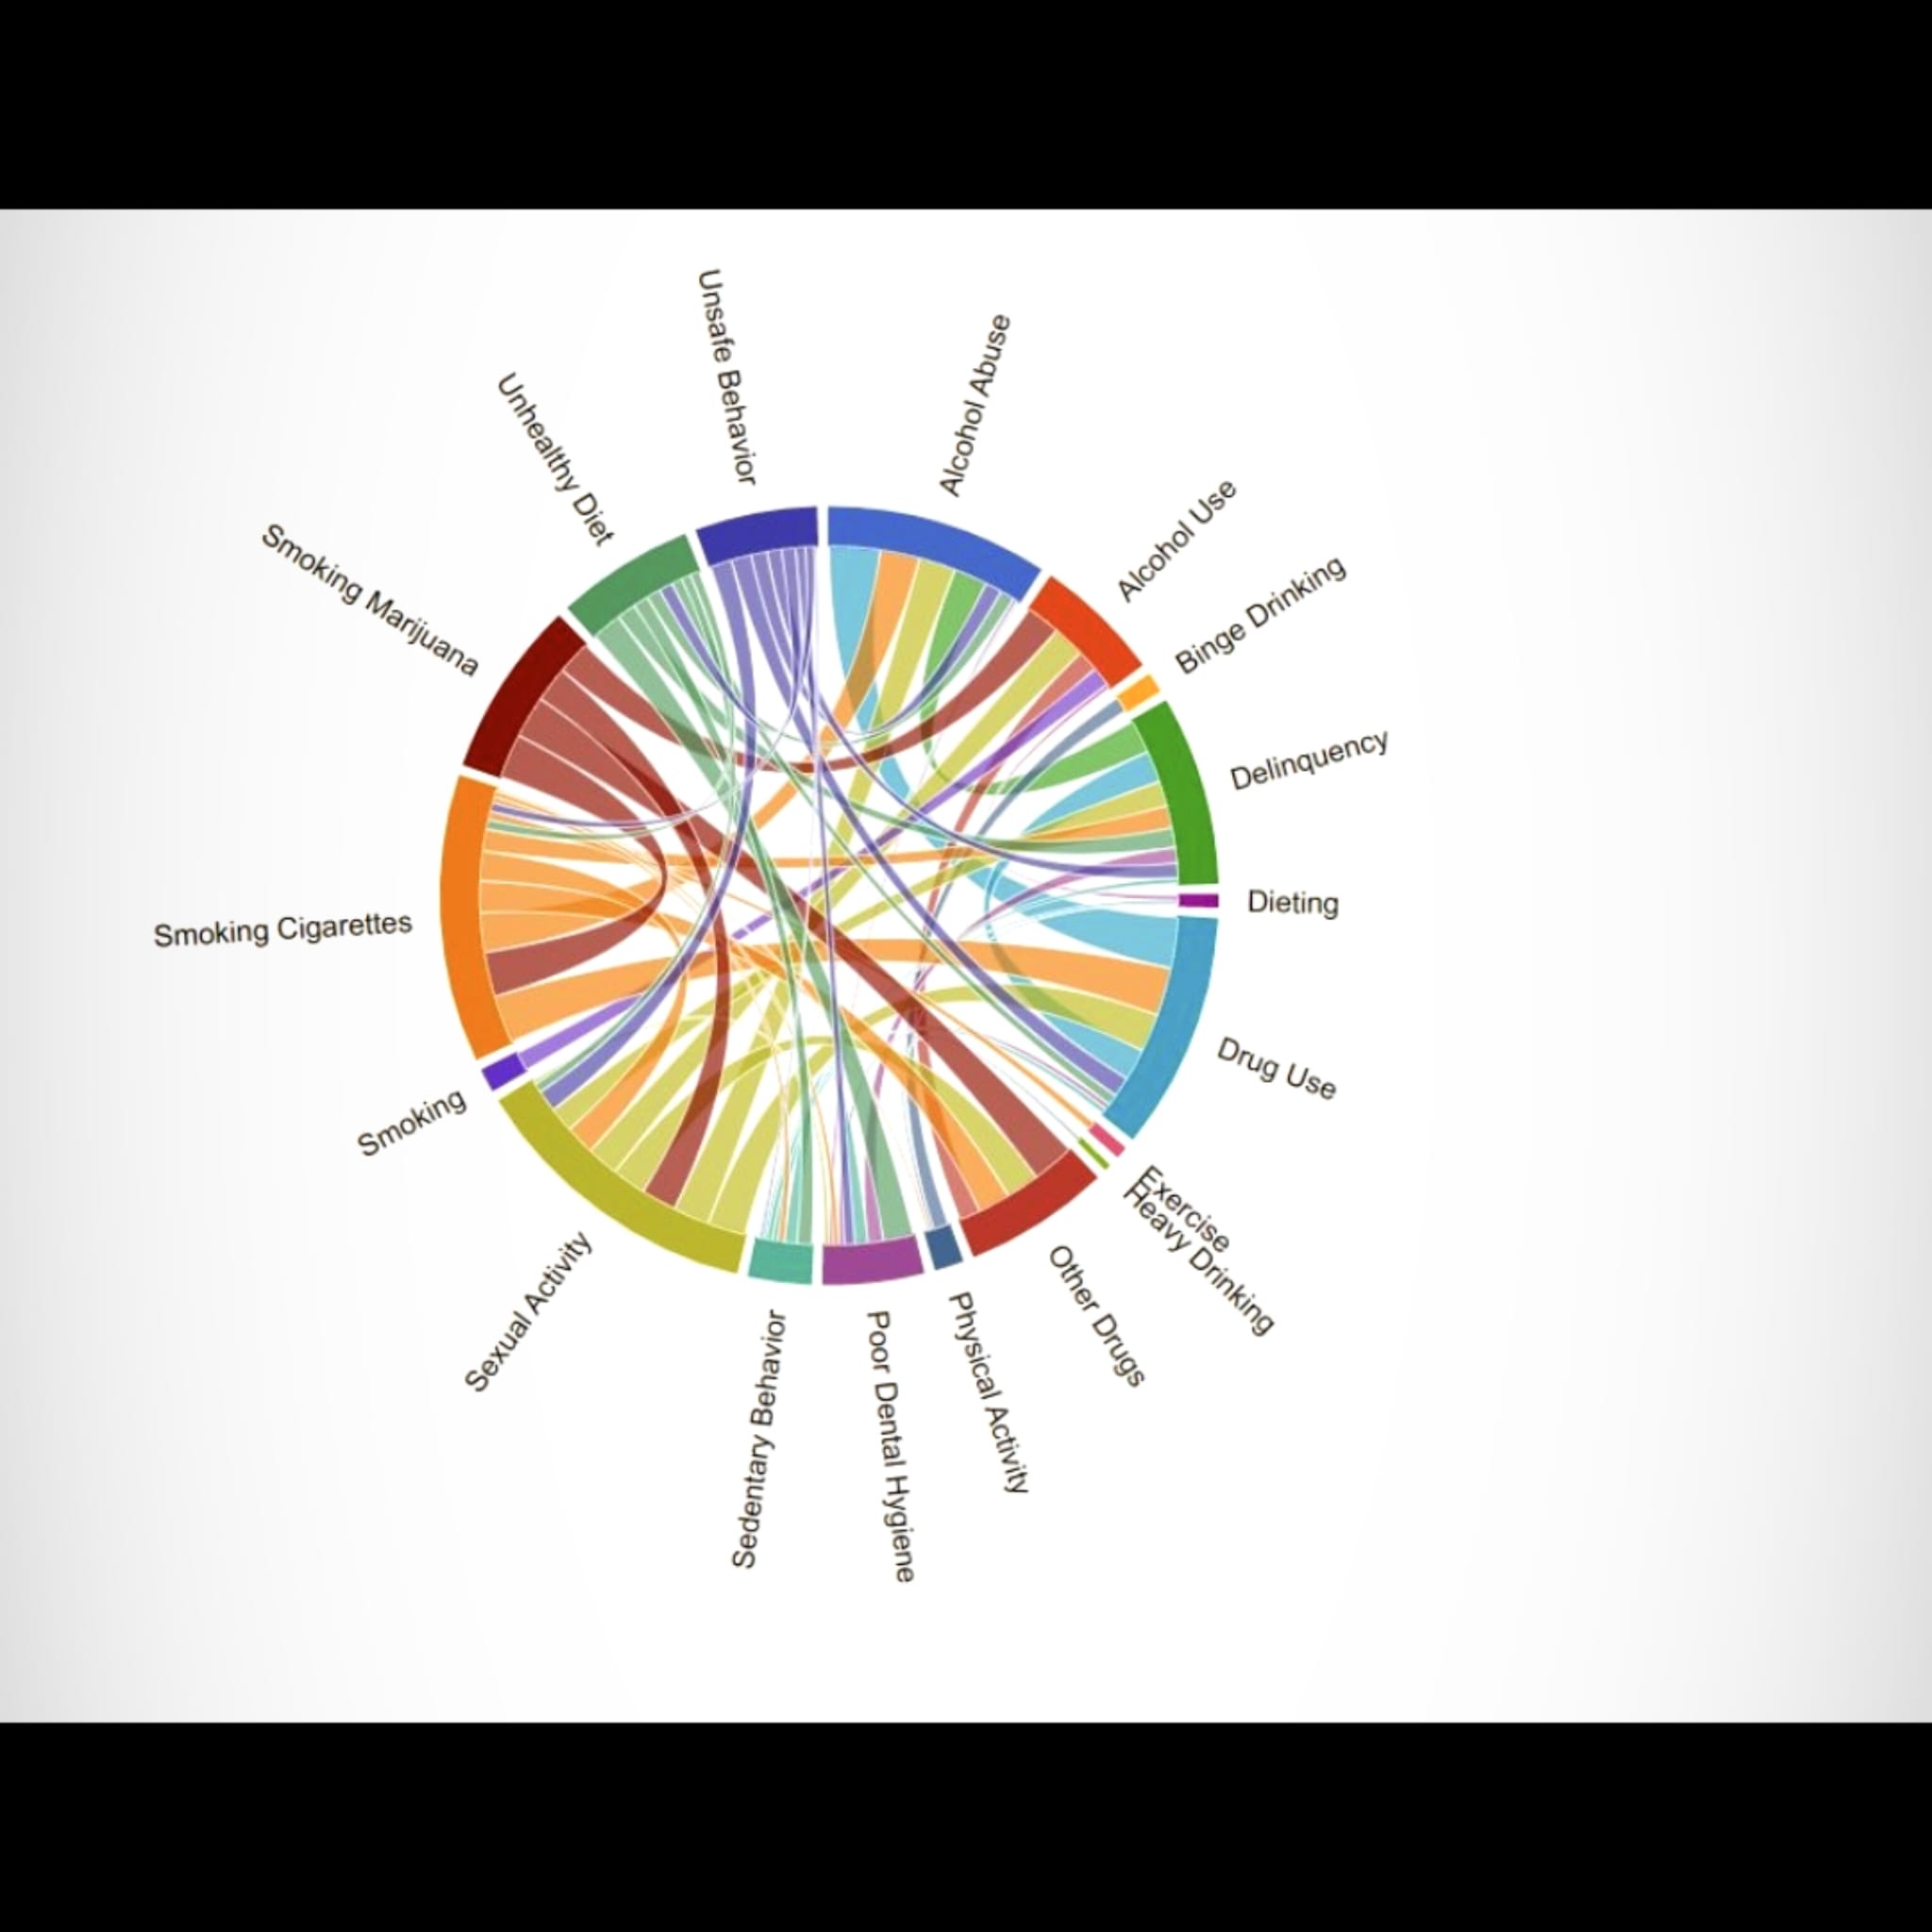 Unsafe Behavior
Alcohol Abuse
Alcohol Use
Binge Drinking
Delinquency
Dieting
Drug Use
Exercise
Heavy Drinking
Other Drugs
Physical Activity
Poor Dental Hygiene
Sedentary Behavior
Sexual Activity
Smoking
Smoking Cigarettes
Smoking Marijuana
Unhealthy Diet